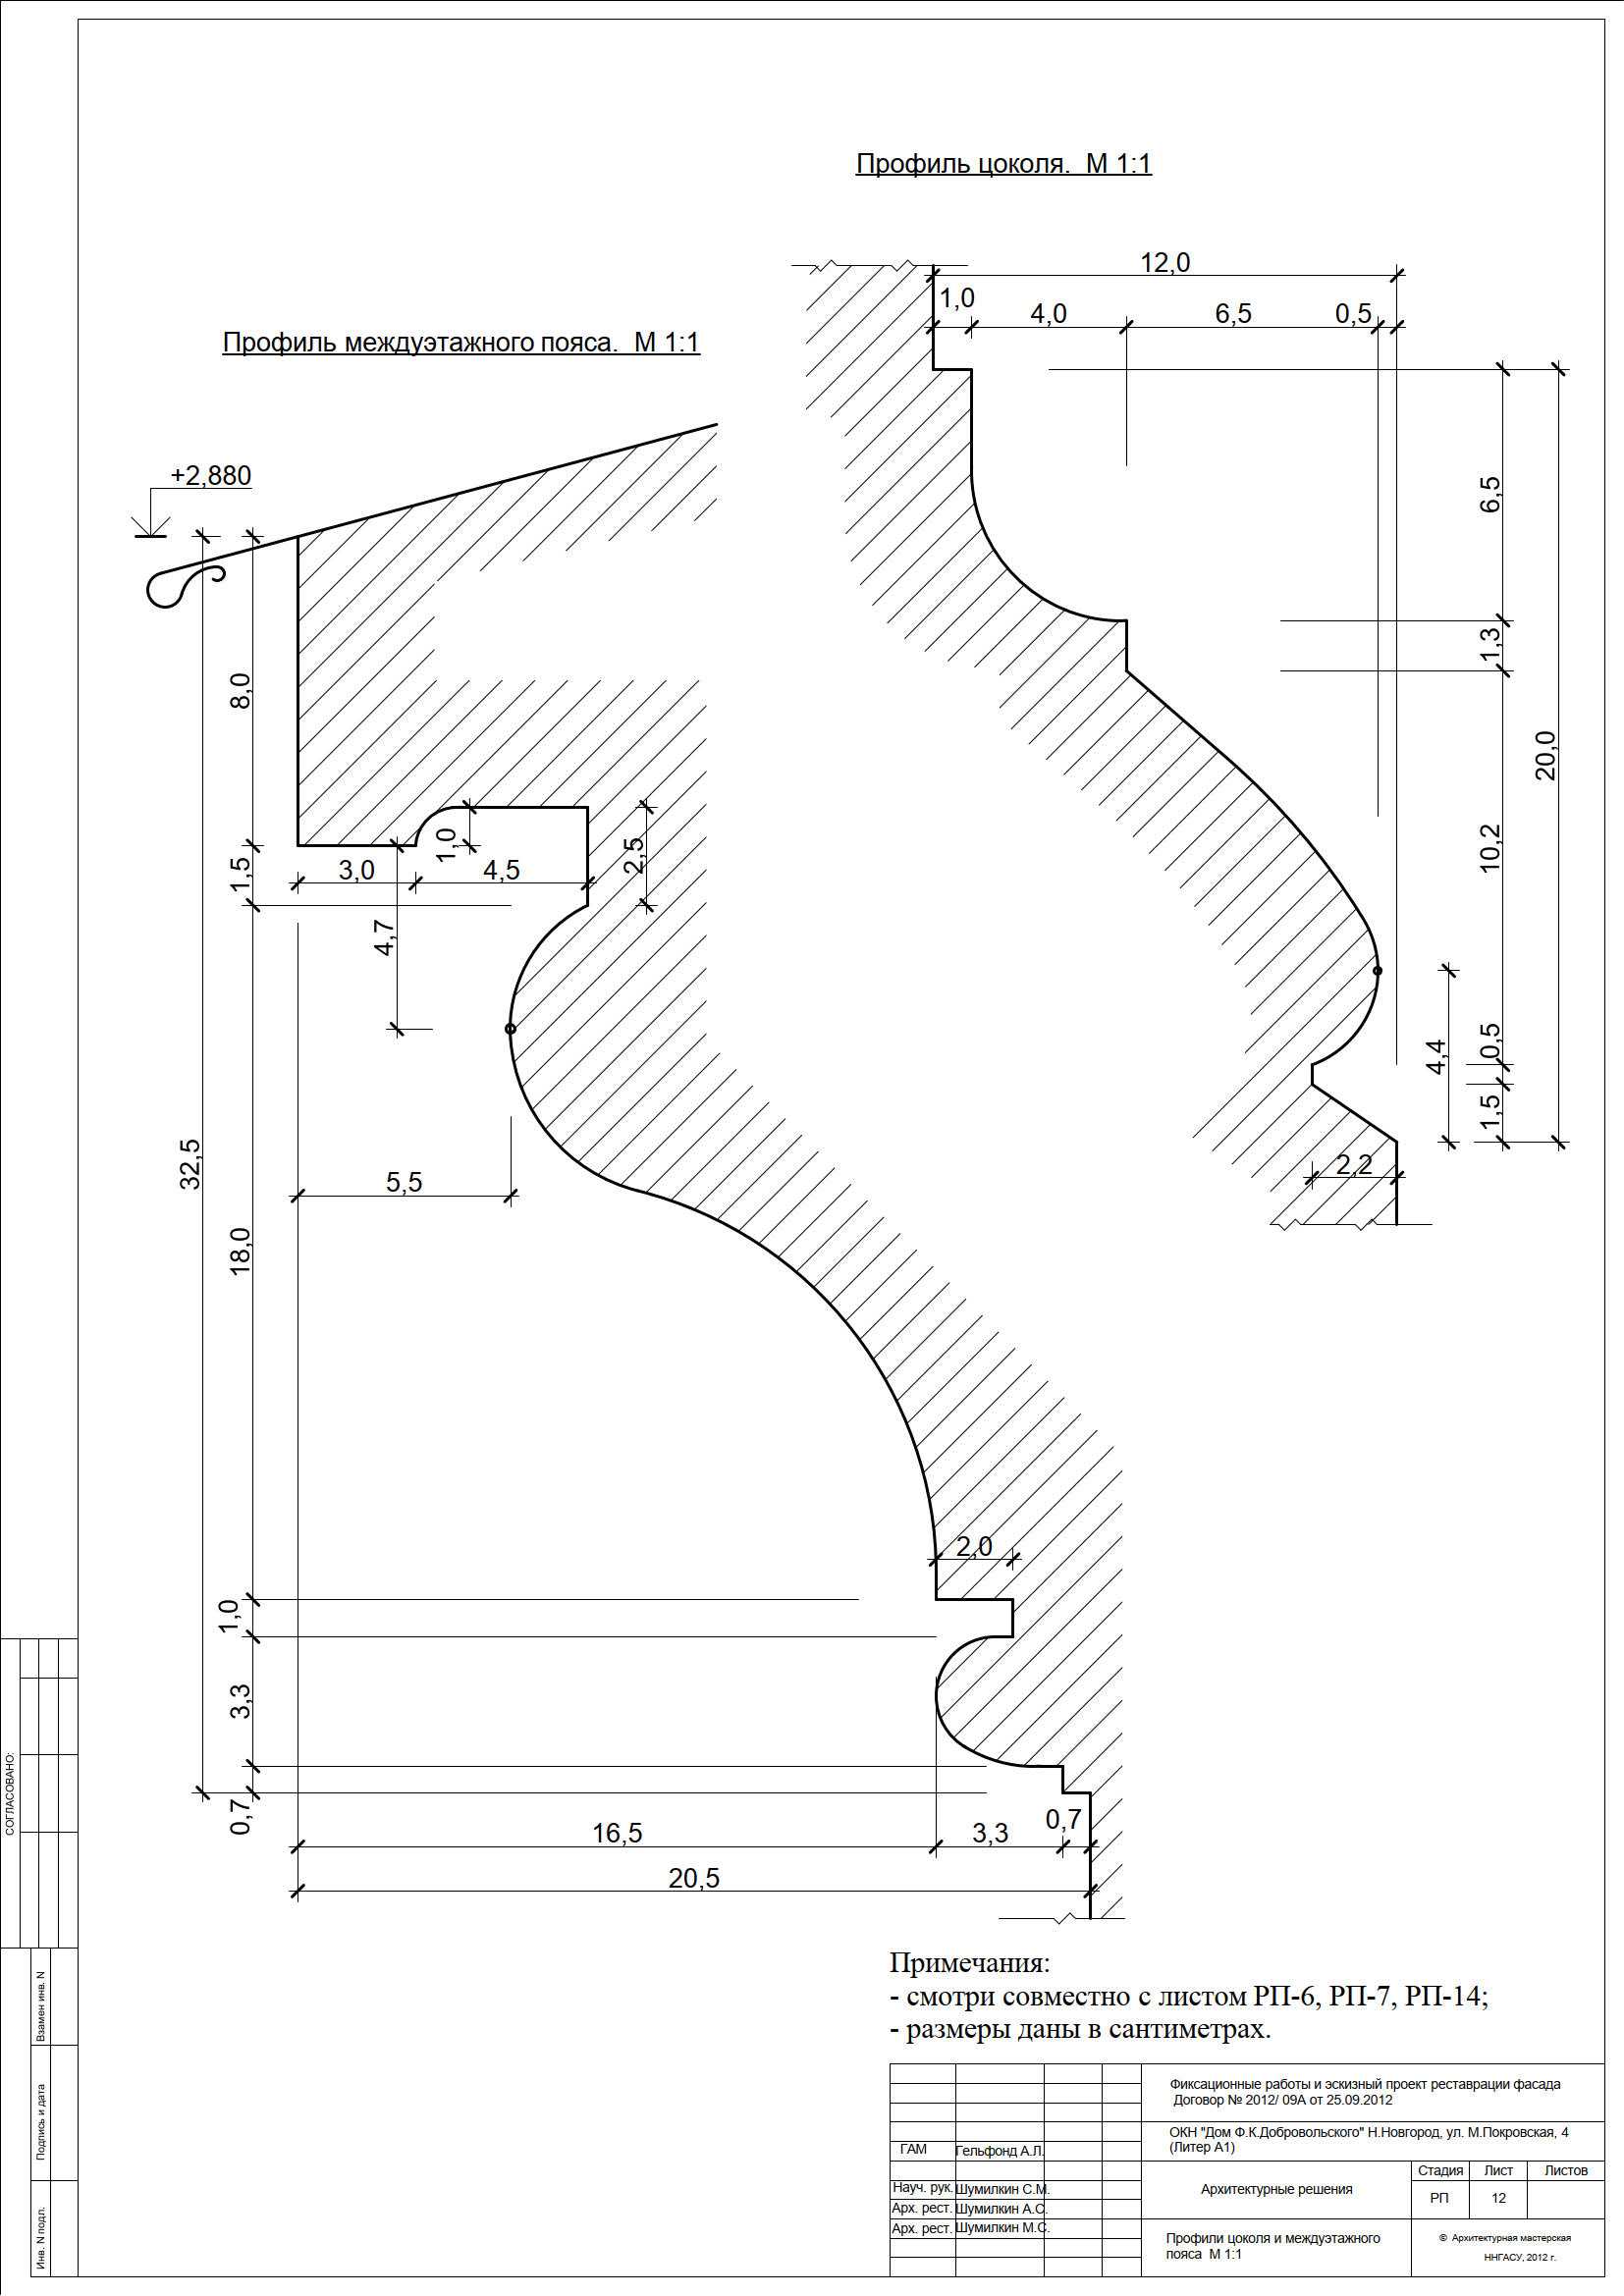 Профиль цоколя. М 1:1
12,0
1,0
4,0
6,5
0,5
6,5
1,3
10,2
20,0
0,5
4,4
1,5
2,2
Профиль междуэтажного пояса. М 1:1
+2,880
8,0
1,0
2,5
1,5
3,0
4,5
4,7
32,5
5,5
18,0
2,0
1,0
3,3
0,7
16,5
3,3
0,7
20,5
СОГЛАСОВАНО:
Взамен инв. N
Подпись и дата
Инв. N подл.
Примечания:
- смотри совместно с листом РП-6, РП-7, РП-14;
- размеры даны в сантиметрах.
Фиксационные работы и эскизный проект реставрации фасада
Договор № 2012/ 09А от 25.09.2012
ОКН "Дом Ф.К.Добровольского" Н.Новгород, ул. М.Покровская, 4
(Литер А1)
ГАМ Гельфонд А.Л.
Науч. рук. Шумилкин С.М.
Арх. рест. Шумилкин А.С.
Арх. рест. Шумилкин М.С.
Архитектурные решения
Стадия Лист Листов
РП 12
Профили цоколя и междуэтажного
пояса М 1:1
© Архитектурная мастерская
ННГАСУ, 2012 г.